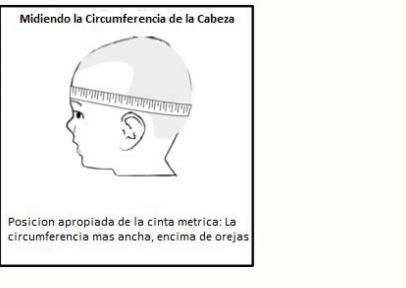 Midiendo la Circumferencia de la Cabeza
Posicion apropiada de la cinta metrica: La
circumferencia mas ancha, encima de orejas